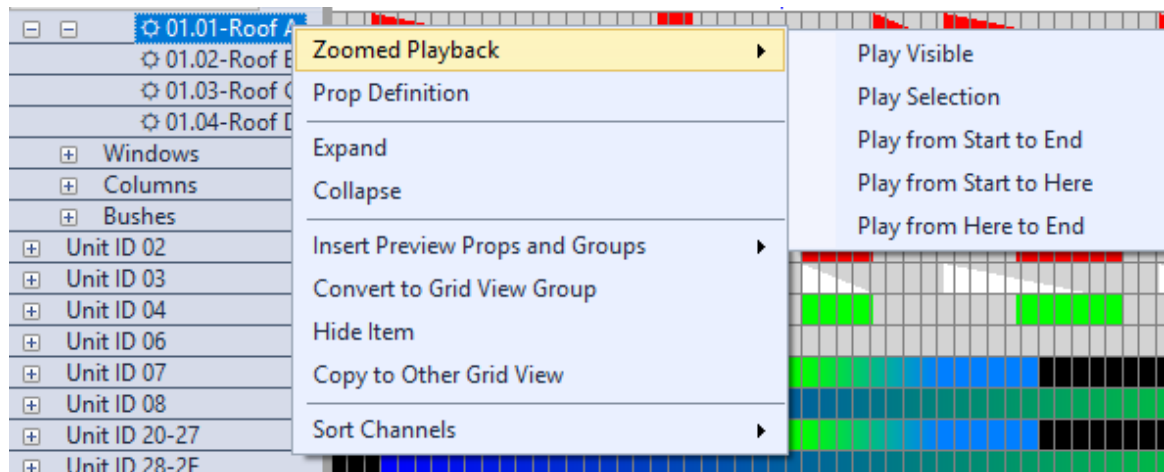 01.01-Roof A
01.02-Roof
01.03-Roof
01.04-Roof
Windows
Columns
Bushes
Unit ID 02
Unit ID 03
Unit ID 04
Unit ID 06
Unit ID 07
Unit ID 08
Unit ID 20-27
Unit ID 28-2F
Zoomed Playback
Prop Definition
Expand
Collapse
Insert Preview Props and Groups
Convert to Grid View Group
Hide Item
Copy to Other Grid View
Sort Channels
Play Visible
Play Selection
Play from Start to End
Play from Start to Here
Play from Here to End